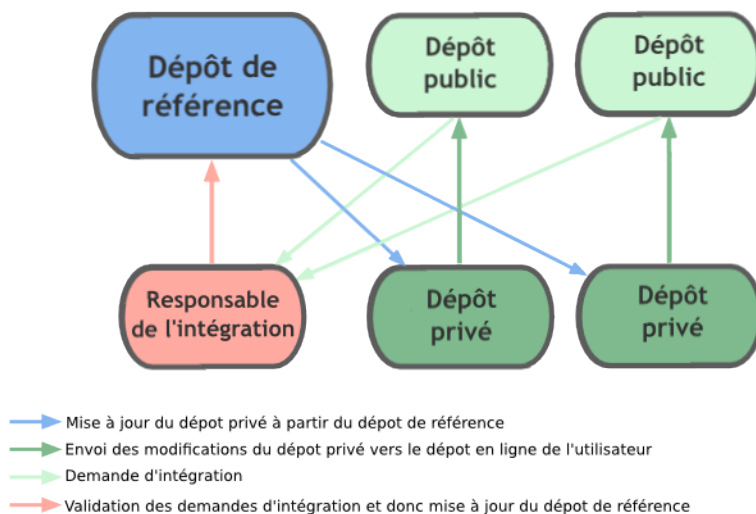 Dépôt de
référence
Dépôt
public
Dépôt
public
Responsable
de l'intégration
Dépôt
privé
Dépôt
privé
Mise à jour du dépot privé à partir du dépot de référence
Envoi des modifications du dépot privé vers le dépot en ligne de l'utilisateur
Demande d'intégration
Validation des demandes d'intégration et donc mise à jour du dépot de référence